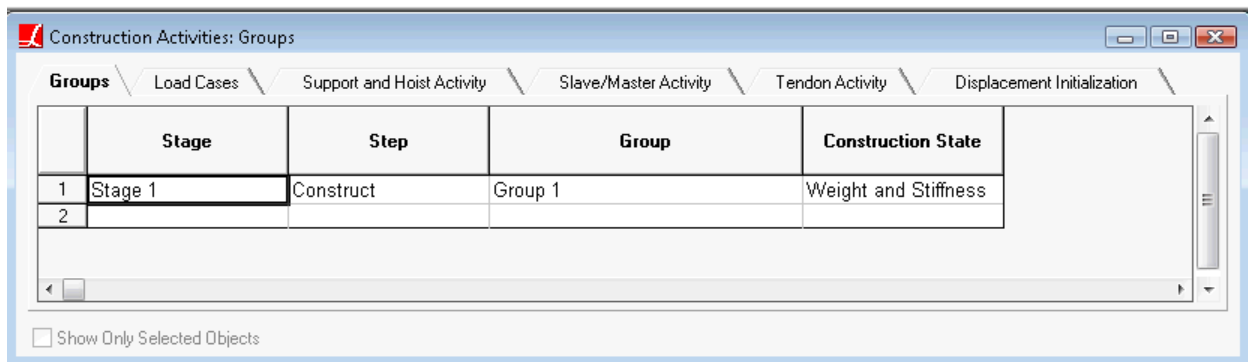 Construction Activities: Groups
Groups Load Cases Support and Hoist Activity Slave/Master Activity Tendon Activity Displacement Initialization
Stage Step Group Construction State
1 Stage 1 Construct Group 1 Weight and Stiffness
2
Show Only Selected Objects